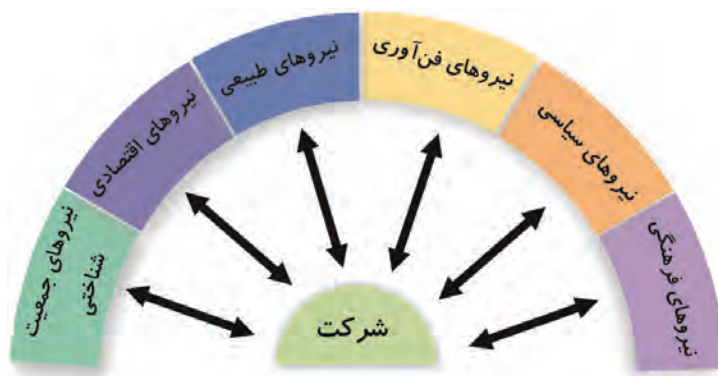 نیروهای فرهنگی
نیروهای سیاسی
نیروهای فن‌آوری
نیروهای طبیعی
نیروهای اقتصادی
نیروهای جمعیت
شناختی
شرکت